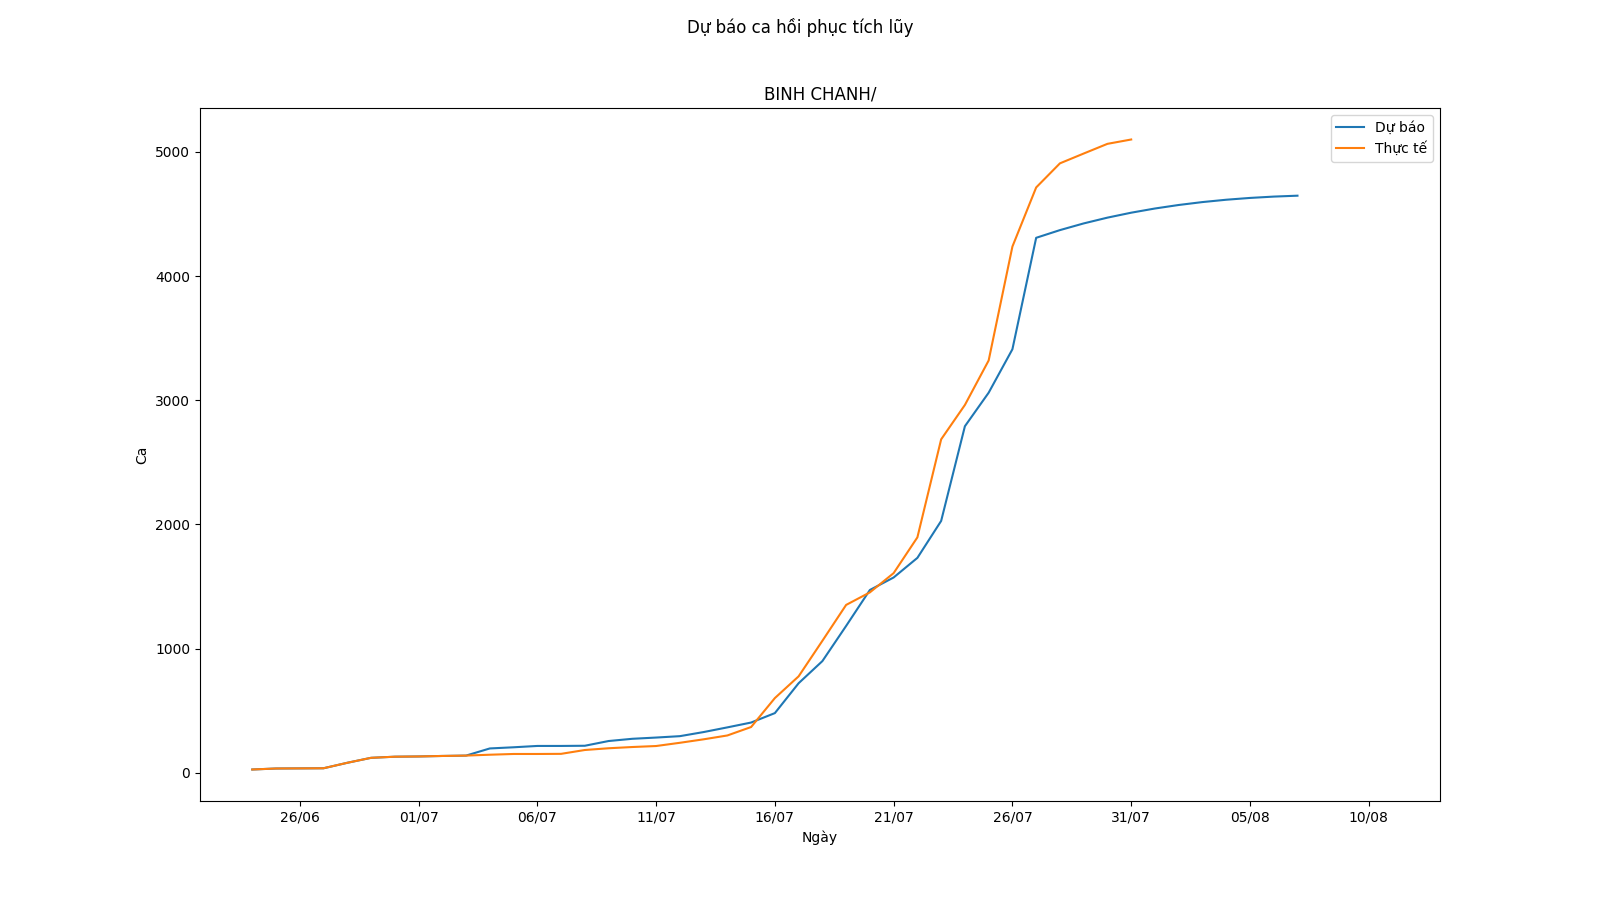 Dự báo ca hồi phục tích lũy
BINH CHANH/
Dự báo
Thực tế
5000
4000
3000
2000
1000
0
Ca
26/06
01/07
06/07
11/07
16/07
21/07
26/07
31/07
05/08
10/08
Ngày